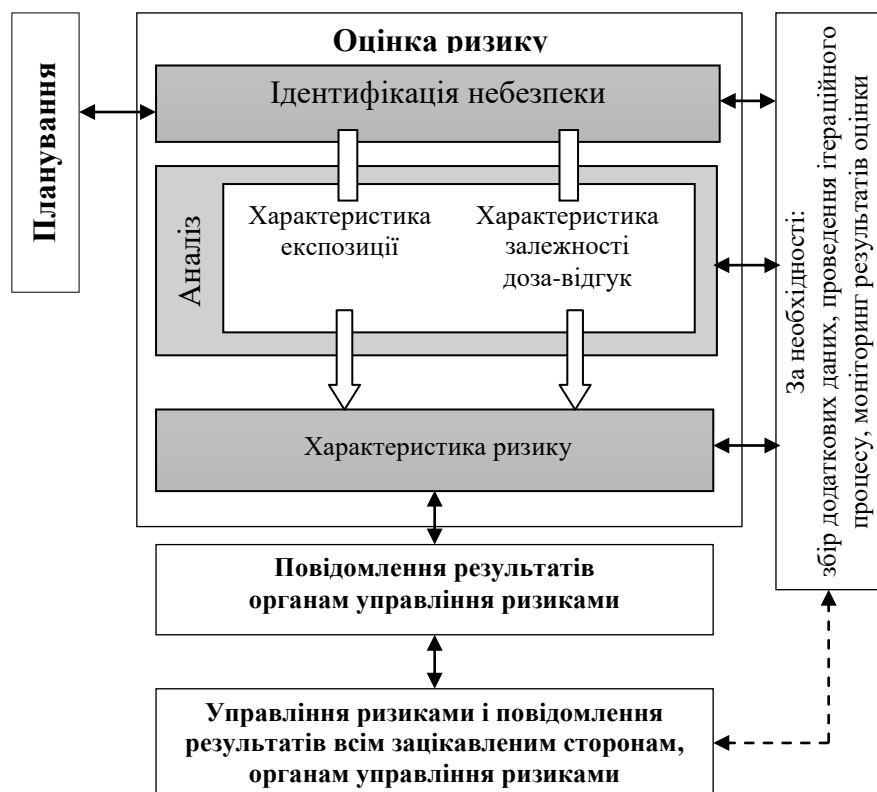 Планування
Оцінка ризику
Ідентифікація небезпеки
Аналіз
Характеристика
експозиції
Характеристика
залежності
доза-відгук
Характеристика ризику
Повідомлення результатів
органам управління ризиками
Управління ризиками і повідомлення
результатів всім зацікавленим сторонам,
органам управління ризиками
За необхідності:
збір додаткових даних, проведення ітераційного
процесу, моніторинг результатів оцінки